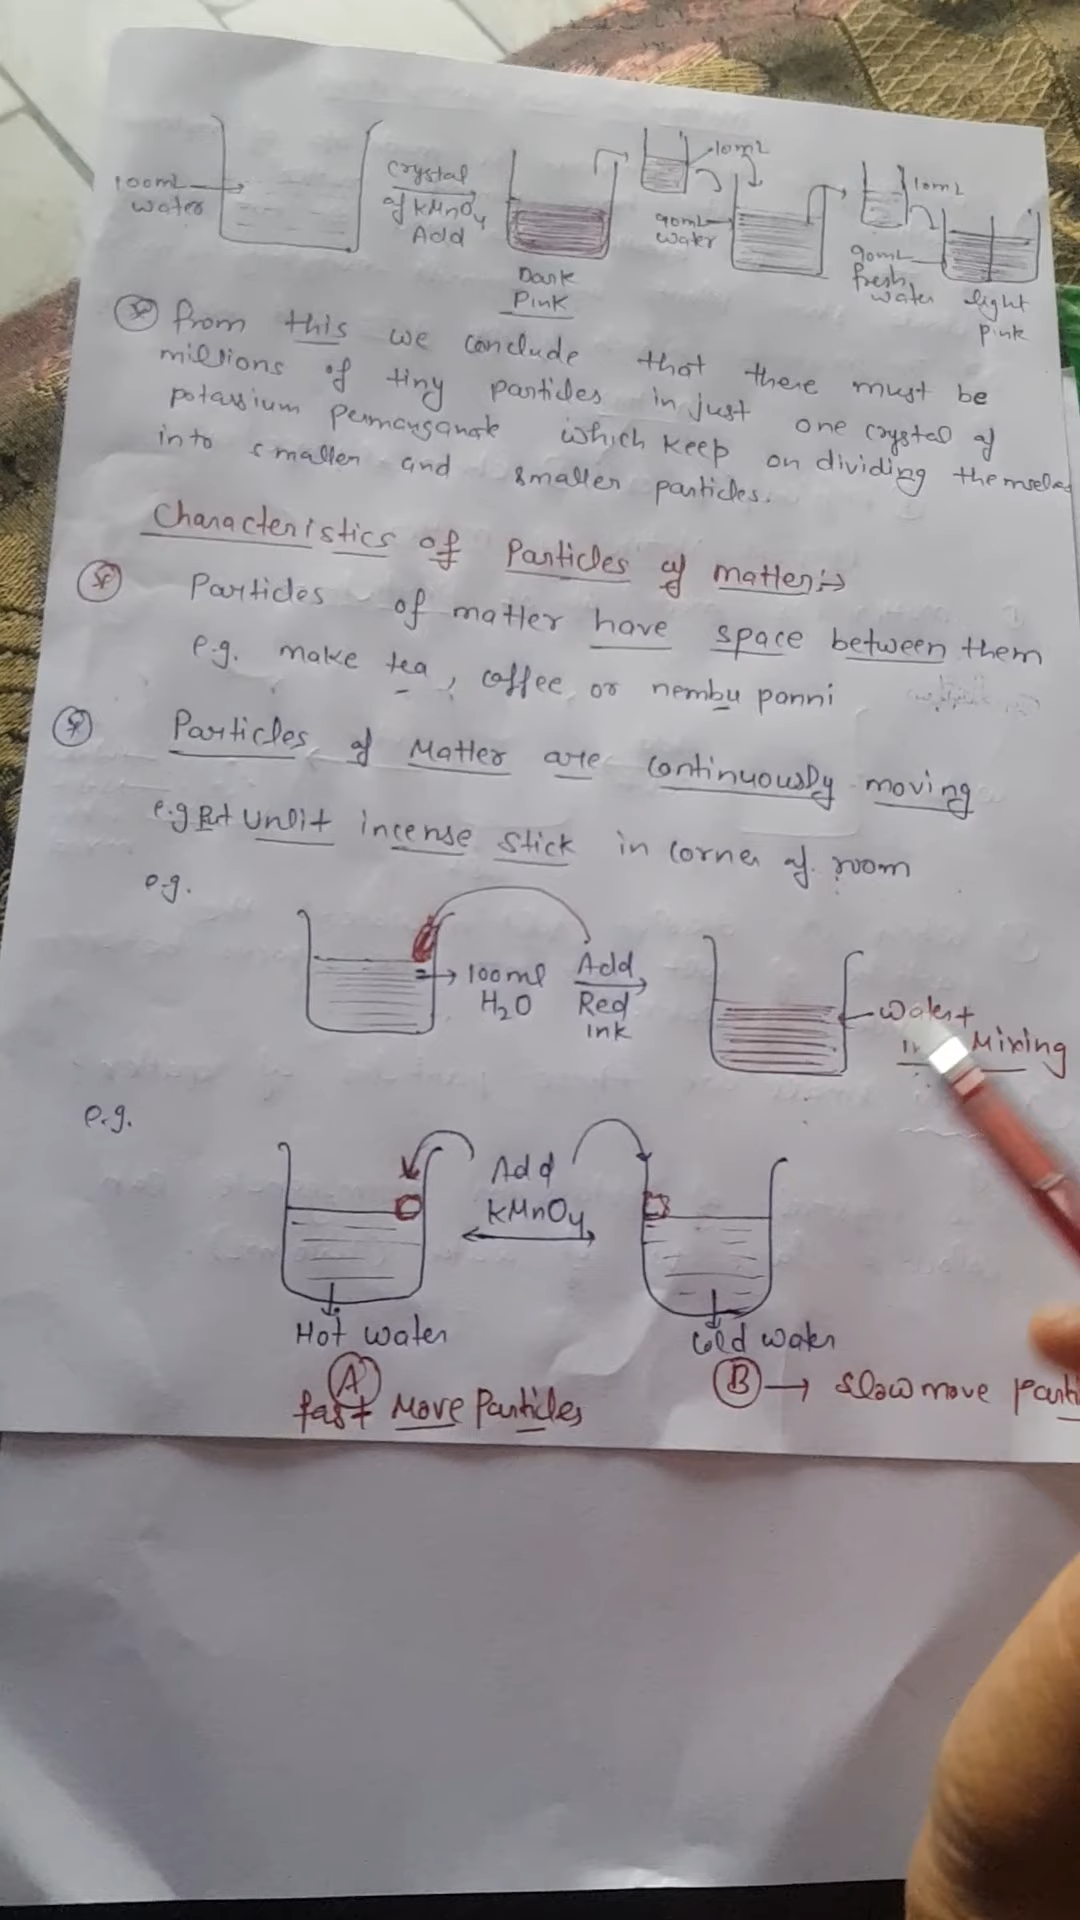 100mL
water
Crystal
of KMnO4
Add
Dark
Pink
10mL
90mL
water
10mL
90mL
fresh
water
light
pink
from this we conclude that there must be
millions of tiny particles in just one crystal of
potassium permanganate which keep on dividing themselves
into smaller and smaller particles.
Characteristics of Particles of matter:→
Particles of matter have space between them
e.g. make tea, coffee or nembu panni
Particles of Matter are continuously moving
e.g Put unlit incense stick in corner of room
e.g.
100ml
H2O
Add
Red
ink
water+
Mixing
e.g.
Add
KMnO4
Hot water
Cold water
A
fast Move Particles
B → slow move parti